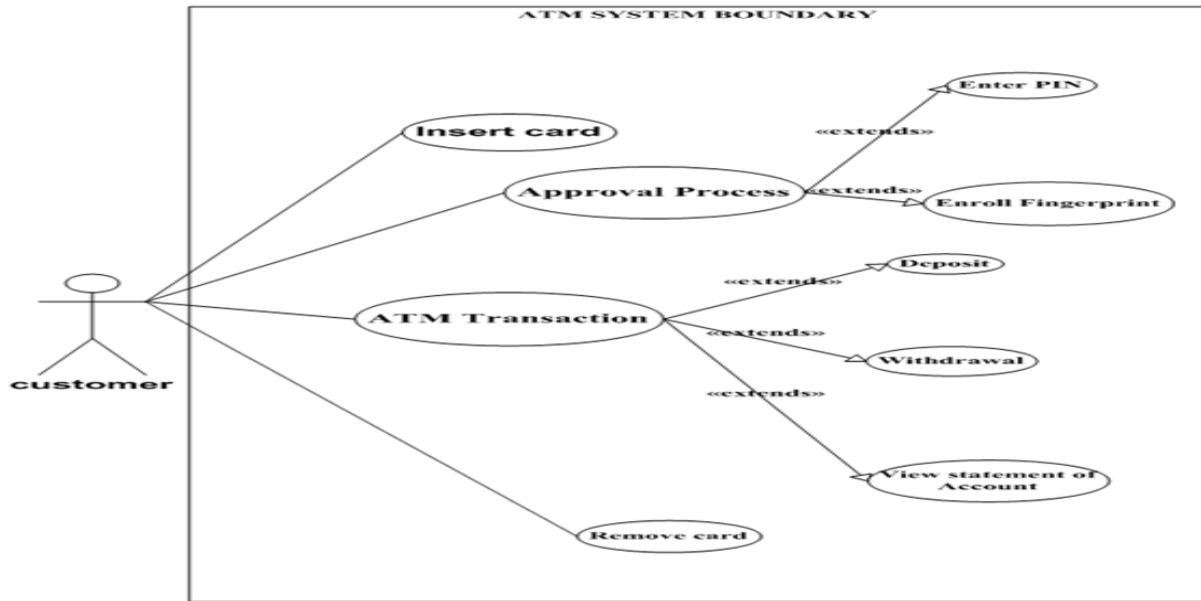 ATM SYSTEM BOUNDARY
Enter PIN
Insert card
«extends»
Approval Process
«extends»
Enroll Fingerprint
Deposit
«extends»
ATM Transaction
«extends»
Withdrawal
customer
«extends»
View statement of
Account
Remove card